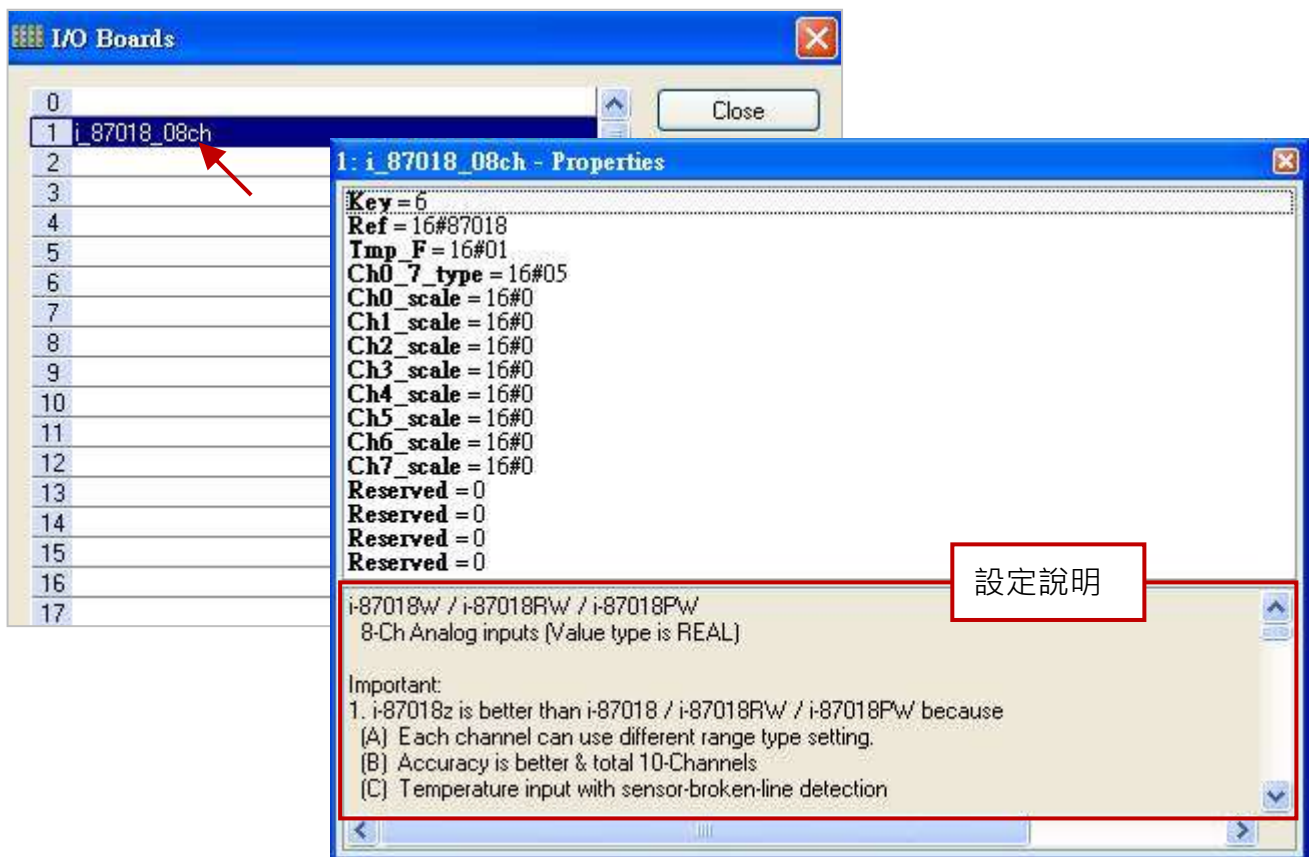 I/O Boards
Close
0
1 i_87018_08ch
2
3
4
5
6
7
8
9
10
11
12
13
14
15
16
17
1: i_87018_08ch - Properties
Key = 6
Ref = 16#87018
Tmp_F = 16#01
Ch0_7_type = 16#05
Ch0_scale = 16#0
Ch1_scale = 16#0
Ch2_scale = 16#0
Ch3_scale = 16#0
Ch4_scale = 16#0
Ch5_scale = 16#0
Ch6_scale = 16#0
Ch7_scale = 16#0
Reserved = 0
Reserved = 0
Reserved = 0
Reserved = 0
設定說明
i-87018W / i-87018RW / i-87018PW
8-Ch Analog inputs (Value type is REAL)
Important:
1. i-87018z is better than i-87018 / i-87018RW / i-87018PW because
(A) Each channel can use different range type setting.
(B) Accuracy is better & total 10-Channels
(C) Temperature input with sensor-broken-line detection